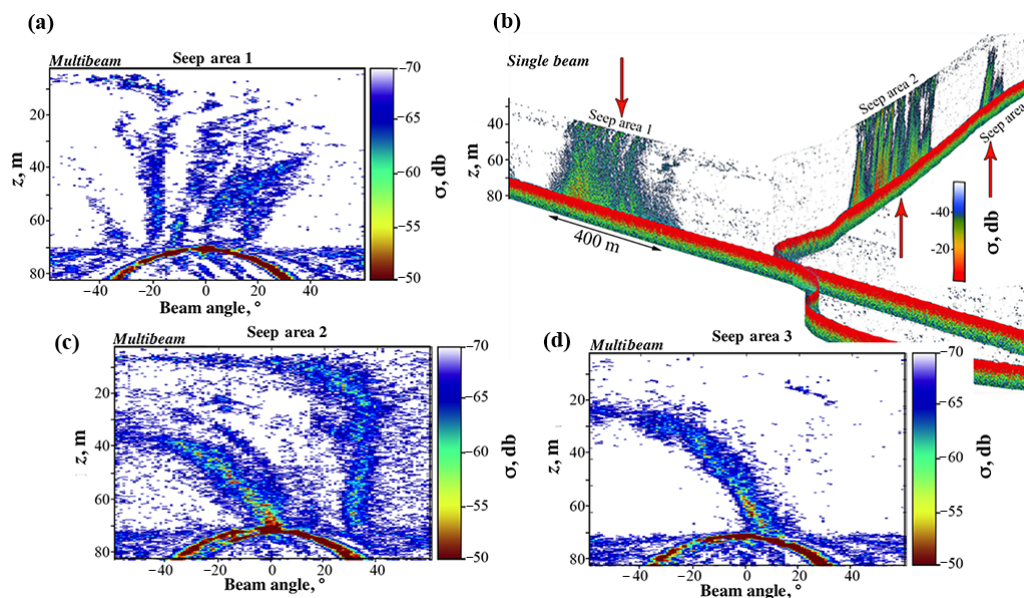 (a)
Multibeam
Seep area 1
20
40
60
80
z, m
−40
−20
0
20
40
Beam angle, °
−70
−65
−60
−55
−50
σ, db
(b)
Single beam
Seep area 1
Seep area 2
Seep area
40
60
80
z, m
400 m
-40
-20
σ, db
(c)
Multibeam
Seep area 2
20
40
60
80
z, m
−40
−20
0
20
40
Beam angle, °
−70
−65
−60
−55
−50
σ, db
(d)
Multibeam
Seep area 3
20
40
60
80
z, m
−40
−20
0
20
40
Beam angle, °
−70
−65
−60
−55
−50
σ, db